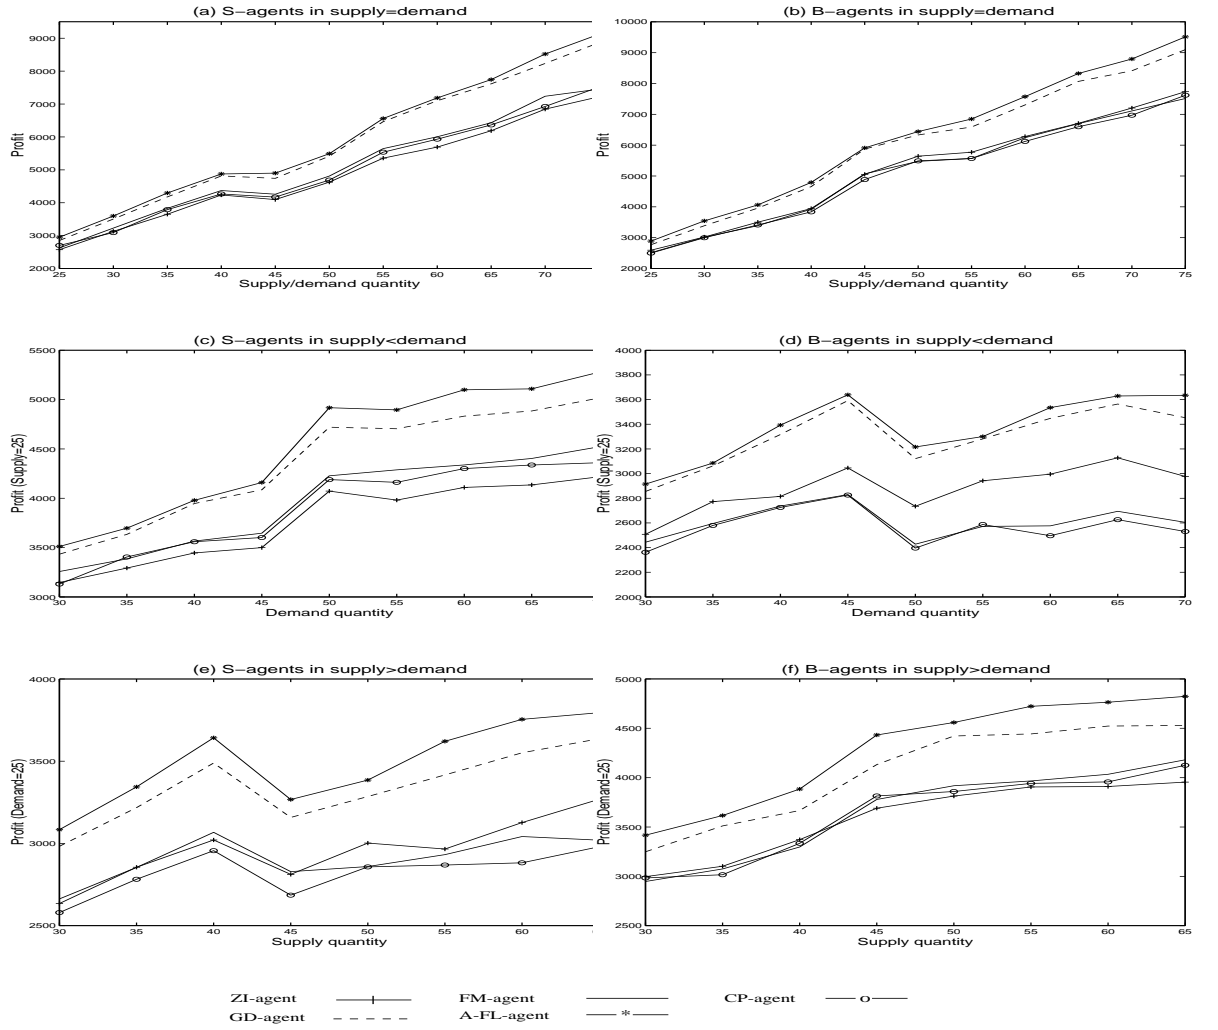 (a) S−agents in supply=demand
Profit
9000
8000
7000
6000
5000
4000
3000
2000
25 30 35 40 45 50 55 60 65 70
Supply/demand quantity
(b) B−agents in supply=demand
Profit
10000
9000
8000
7000
6000
5000
4000
3000
2000
25 30 35 40 45 50 55 60 65 70 75
Supply/demand quantity
(c) S−agents in supply<demand
Profit (Supply=25)
5500
5000
4500
4000
3500
3000
30 35 40 45 50 55 60 65
Demand quantity
(d) B−agents in supply<demand
Profit (Supply=25)
4000
3800
3600
3400
3200
3000
2800
2600
2400
2200
2000
30 35 40 45 50 55 60 65 70
Demand quantity
(e) S−agents in supply>demand
Profit (Demand=25)
4000
3500
3000
2500
30 35 40 45 50 55 60
Supply quantity
(f) B−agents in supply>demand
Profit (Demand=25)
5000
4500
4000
3500
3000
2500
30 35 40 45 50 55 60 65
Supply quantity
ZI-agent FM-agent CP-agent
GD-agent A-FL-agent